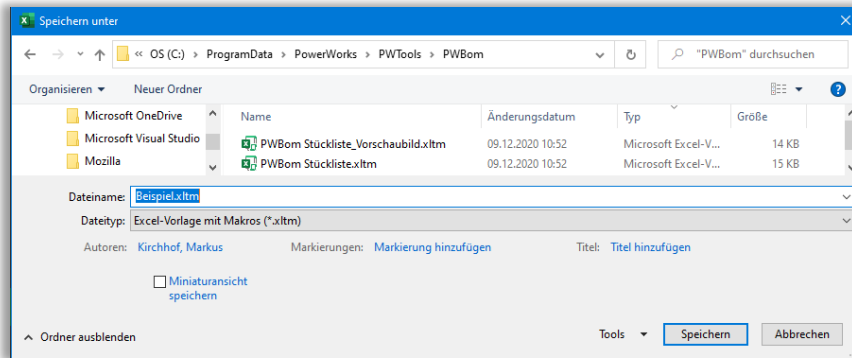 Speichern unter
« OS (C:) › ProgramData › PowerWorks › PWTools › PWBom
"PWBom" durchsuchen
Organisieren Neuer Ordner
Microsoft OneDrive
Microsoft Visual Studio
Mozilla
Name Änderungsdatum Typ Größe
PWBom Stückliste_Vorschaubild.xltm 09.12.2020 10:52 Microsoft Excel-V... 14 KB
PWBom Stückliste.xltm 09.12.2020 10:52 Microsoft Excel-V... 15 KB
Dateiname: Beispiel.xltm
Dateityp: Excel-Vorlage mit Makros (*.xltm)
Autoren: Kirchhof, Markus Markierungen: Markierung hinzufügen Titel: Titel hinzufügen
Miniaturansicht
speichern
Ordner ausblenden Tools Speichern Abbrechen